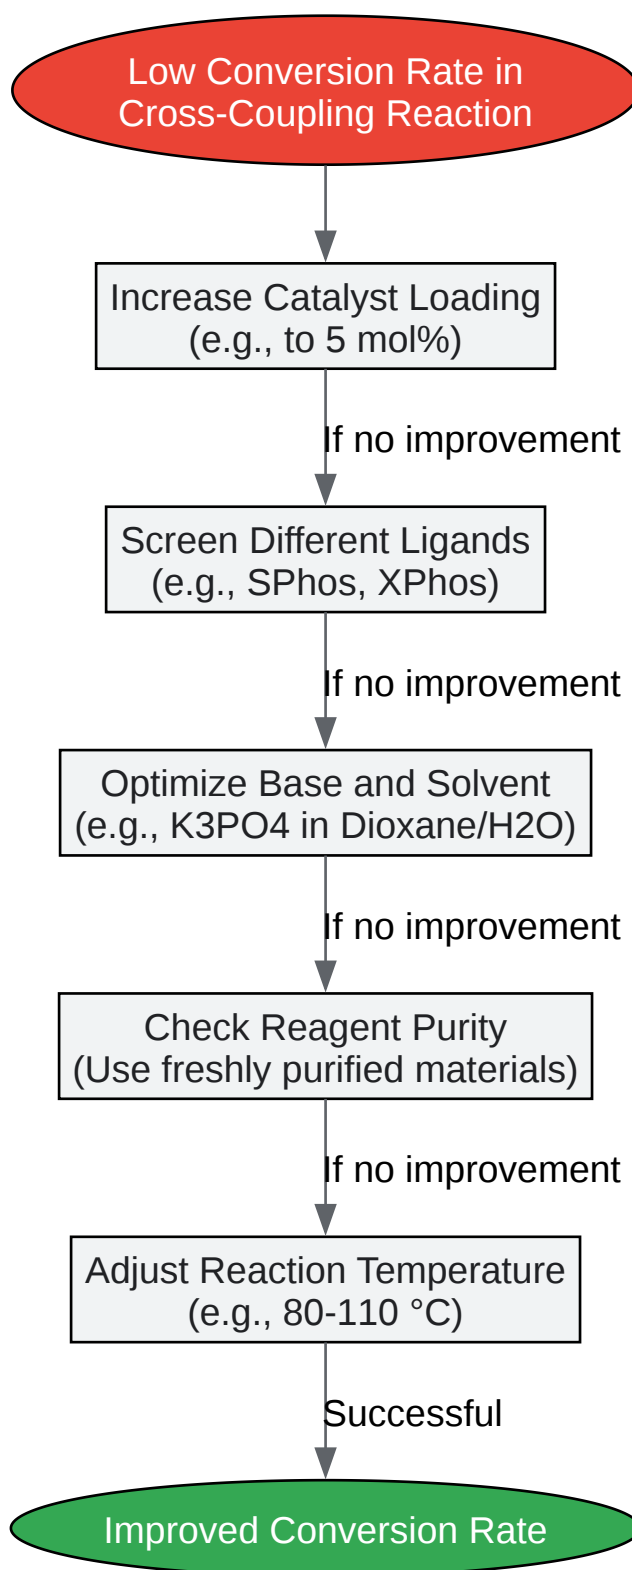 Low Conversion Rate in
Cross-Coupling Reaction
Increase Catalyst Loading
(e.g., to 5 mol%)
If no improvement
Screen Different Ligands
(e.g., SPhos, XPhos)
If no improvement
Optimize Base and Solvent
(e.g., K3PO4 in Dioxane/H2O)
If no improvement
Check Reagent Purity
(Use freshly purified materials)
If no improvement
Adjust Reaction Temperature
(e.g., 80-110 °C)
Successful
Improved Conversion Rate